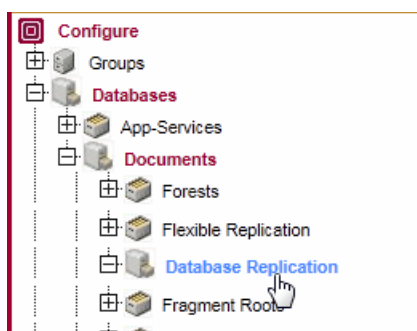 Configure
Groups
Databases
App-Services
Documents
Forests
Flexible Replication
Database Replication
Fragment Roots